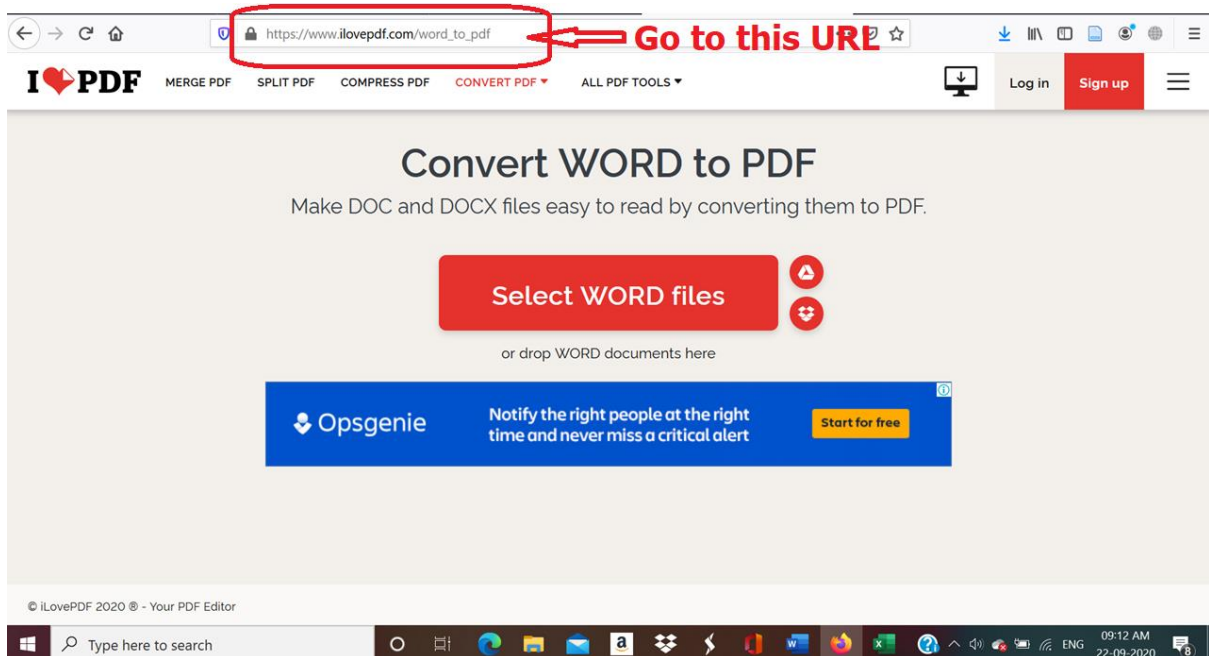 https://www.ilovepdf.com/word_to_pdf
Go to this URL
I PDF MERGE PDF SPLIT PDF COMPRESS PDF CONVERT PDF ALL PDF TOOLS Log in Sign up
Convert WORD to PDF
Make DOC and DOCX files easy to read by converting them to PDF.
Select WORD files
or drop WORD documents here
Opsgenie
Notify the right people at the right
time and never miss a critical alert
Start for free
© iLovePDF 2020 ® - Your PDF Editor
Type here to search
a
ENG
09:12 AM
22-09-2020
8